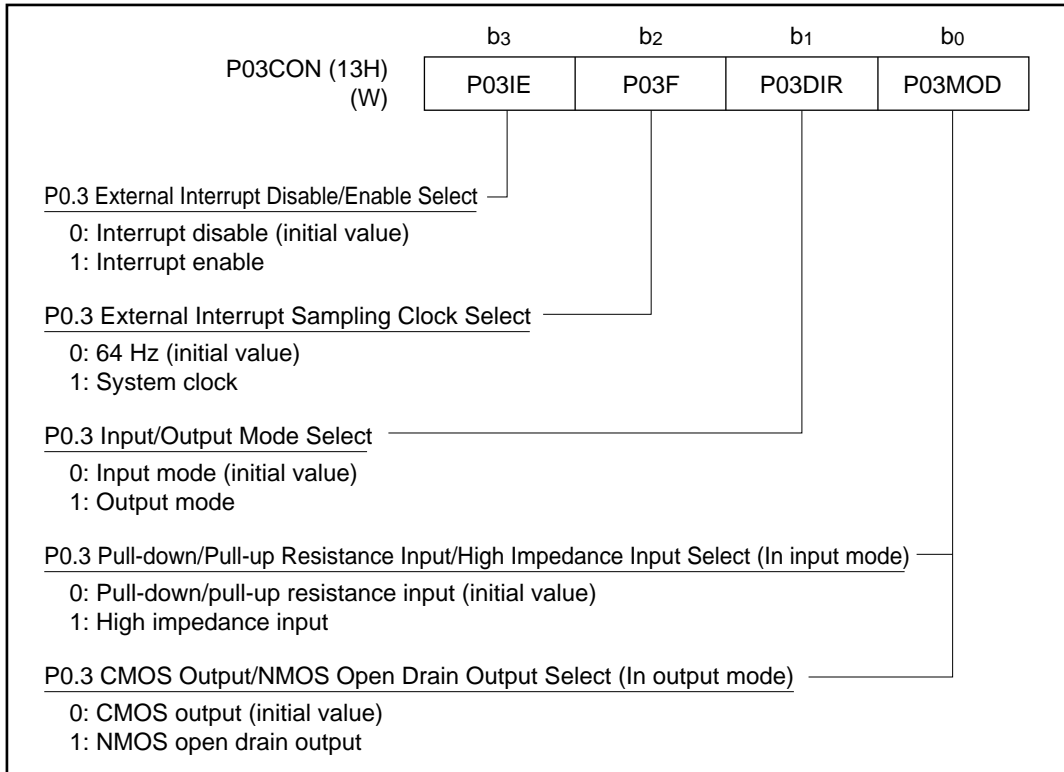 b3 b2 b1 b0
P03CON (13H) P03IE P03F P03DIR P03MOD
(W)
P0.3 External Interrupt Disable/Enable Select
0: Interrupt disable (initial value)
1: Interrupt enable
P0.3 External Interrupt Sampling Clock Select
0: 64 Hz (initial value)
1: System clock
P0.3 Input/Output Mode Select
0: Input mode (initial value)
1: Output mode
P0.3 Pull-down/Pull-up Resistance Input/High Impedance Input Select (In input mode)
0: Pull-down/pull-up resistance input (initial value)
1: High impedance input
P0.3 CMOS Output/NMOS Open Drain Output Select (In output mode)
0: CMOS output (initial value)
1: NMOS open drain output